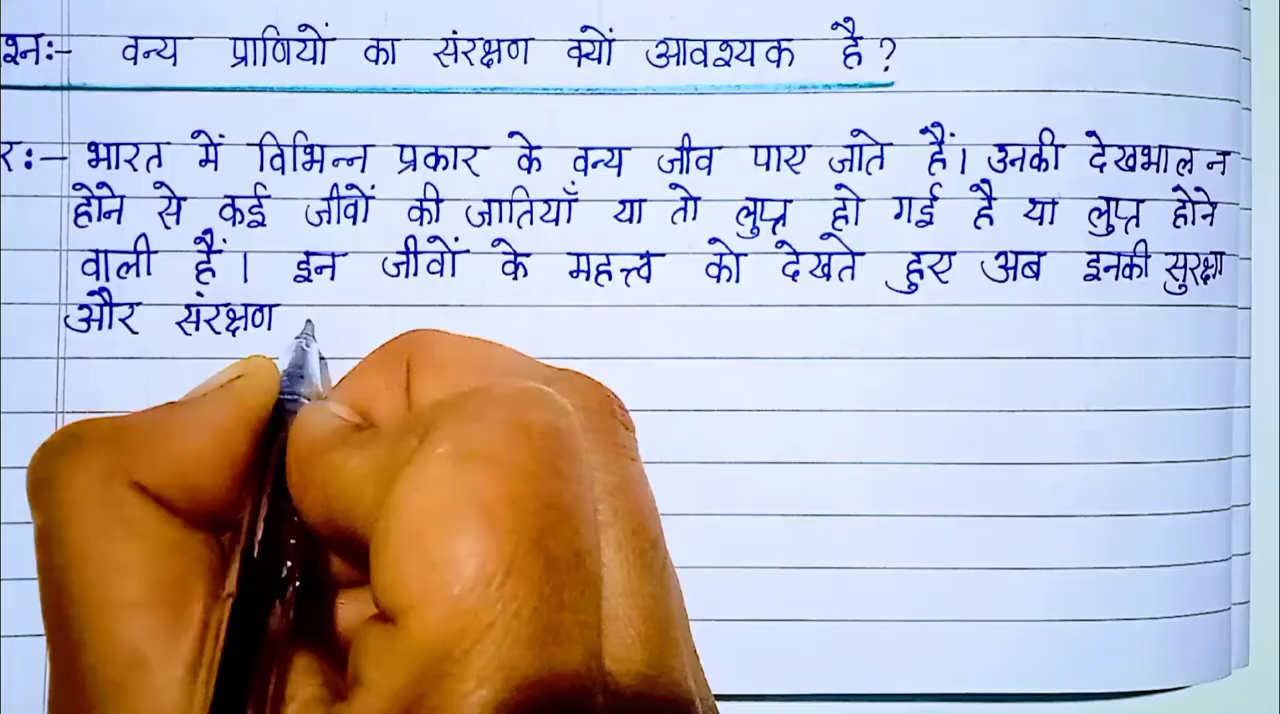 श्न:- वन्य प्राणियों का संरक्षण क्यों आवश्यक है ?
र:- भारत में विभिन्न प्रकार के वन्य जीव पाए जाते हैं। उनकी देखभाल न
होने से कई जीवों की जातियाँ या तो लुप्त हो गई है या लुप्त होने
वाली हैं। इन जीवों के महत्त्व को देखते हुए अब इनकी सुरक्षा
और संरक्षण